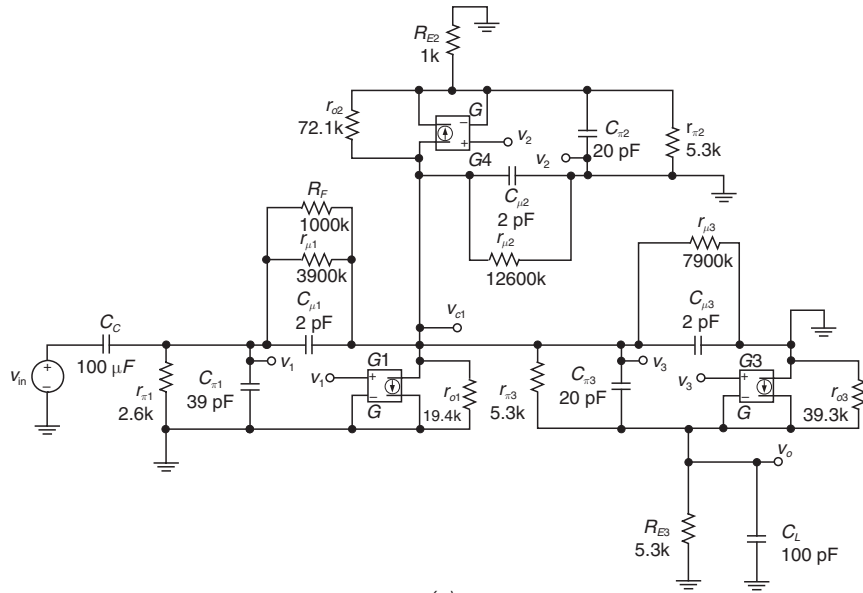 R_E2
1k
r_o2
72.1k
G
−
+
v_2
G4
C_π2
20 pF
v_2
r_π2
5.3k
C_μ2
2 pF
r_μ2
12600k
R_F
1000k
r_μ1
3900k
C_μ1
2 pF
r_μ3
7900k
C_μ3
2 pF
v_c1
C_C
100 μF
v_in
+
−
r_π1
2.6k
C_π1
39 pF
v_1
v_1
G1
+
−
G
r_o1
19.4k
r_π3
5.3k
C_π3
20 pF
v_3
v_3
G3
+
−
G
r_o3
39.3k
v_o
R_E3
5.3k
C_L
100 pF